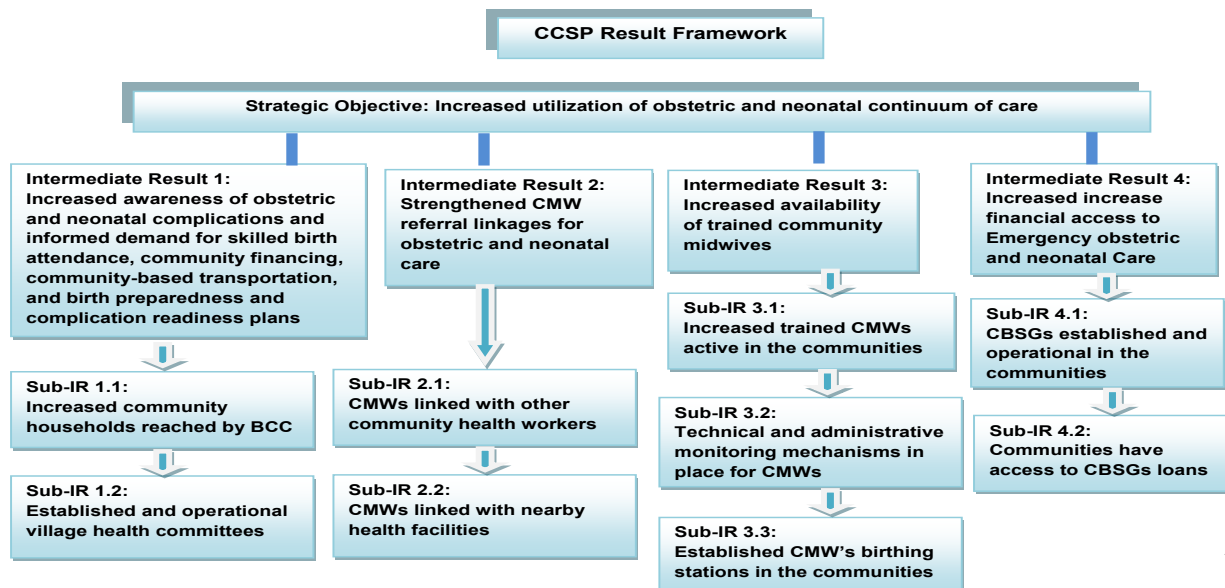 CCSP Result Framework
Strategic Objective: Increased utilization of obstetric and neonatal continuum of care
Intermediate Result 1:
Increased awareness of obstetric
and neonatal complications and
informed demand for skilled birth
attendance, community financing,
community-based transportation,
and birth preparedness and
complication readiness plans
Sub-IR 1.1:
Increased community
households reached by BCC
Sub-IR 1.2:
Established and operational
village health committees
Intermediate Result 2:
Strengthened CMW
referral linkages for
obstetric and neonatal
care
Sub-IR 2.1:
CMWs linked with other
community health workers
Sub-IR 2.2:
CMWs linked with nearby
health facilities
Intermediate Result 3:
Increased availability
of trained community
midwives
Sub-IR 3.1:
Increased trained CMWs
active in the communities
Sub-IR 3.2:
Technical and administrative
monitoring mechanisms in
place for CMWs
Sub-IR 3.3:
Established CMW's birthing
stations in the communities
Intermediate Result 4:
Increased increase
financial access to
Emergency obstetric
and neonatal Care
Sub-IR 4.1:
CBSGs established and
operational in the
communities
Sub-IR 4.2:
Communities have
access to CBSGs loans